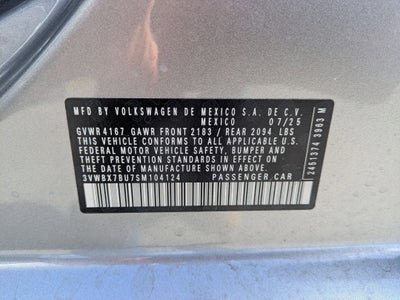 MFD. BY VOLKSWAGEN DE MEXICO S.A. DE C.V.
MEXICO 07/25
GVWR 4167 GAWR FRONT 2183 / REAR 2094 LBS
THIS VEHICLE CONFORMS TO ALL APPLICABLE U.S.
FEDERAL MOTOR VEHICLE SAFETY, BUMPER AND
THEFT PREVENTION STANDARDS IN EFFECT ON
THE DATE OF MANUFACTURE SHOWN ABOVE.
3VWBX7BU7SM104124 PASSENGER CAR
2461374 3963 M